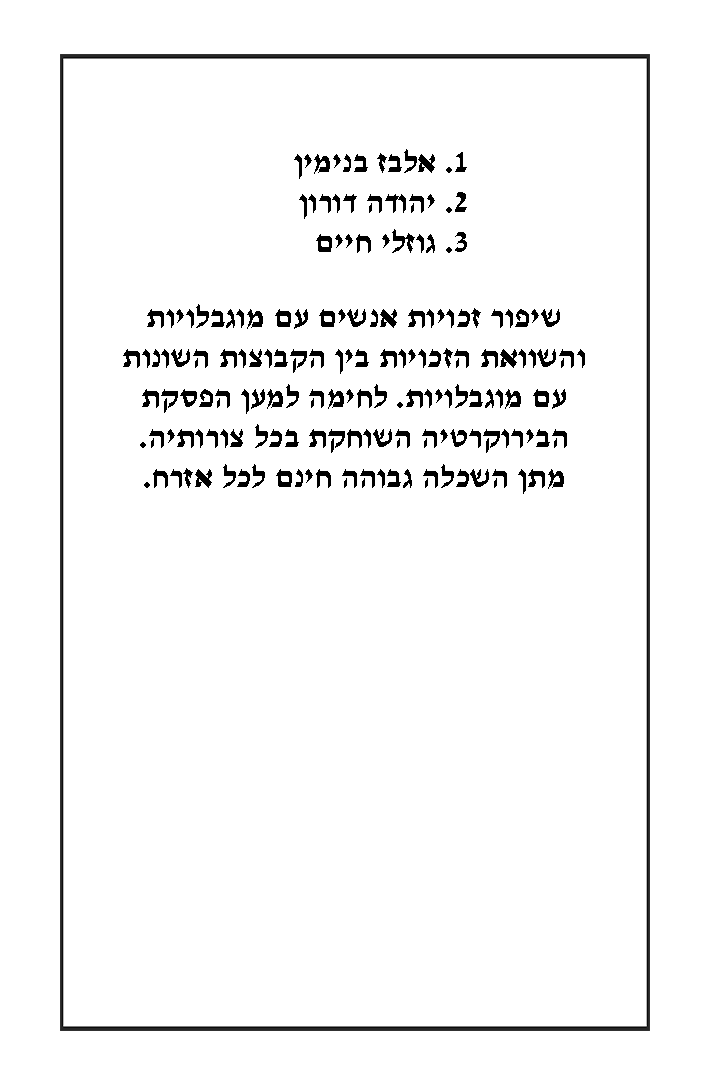 1. אלבז בנימין
2. יהודה דורון
3. גוזלי חיים
שיפור זכויות אנשים עם מוגבלויות
והשוואת הזכויות בין הקבוצות השונות
עם מוגבלויות. לחימה למען הפסקת
הבירוקרטיה השוחקת בכל צורותיה.
מתן השכלה גבוהה חינם לכל אזרח.